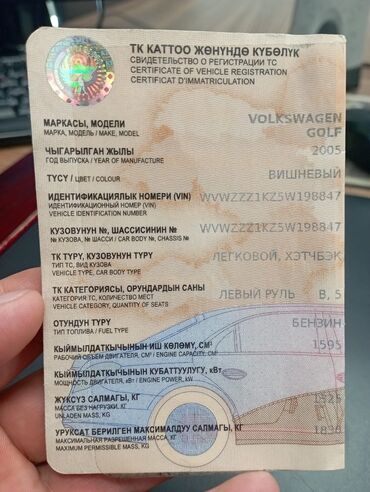 ТК КАТТОО ЖӨНҮНДӨ КҮБӨЛҮК
СВИДЕТЕЛЬСТВО О РЕГИСТРАЦИИ ТС
CERTIFICATE OF VEHICLE REGISTRATION
CERTIFICAT D'IMMATRICULATION
МАРКАСЫ, МОДЕЛИ VOLKSWAGEN
МАРКА, МОДЕЛЬ / MAKE, MODEL GOLF
ЧЫГАРЫЛГАН ЖЫЛЫ 2005
ГОД ВЫПУСКА / YEAR OF MANUFACTURE
ТҮСҮ / ЦВЕТ / COLOUR ВИШНЕВЫЙ
ИДЕНТИФИКАЦИЯЛЫК НОМЕРИ (VIN) WVWZZZ1KZ5W198847
ИДЕНТИФИКАЦИОННЫЙ НОМЕР (VIN)
VEHICLE IDENTIFICATION NUMBER
КУЗОВУНУН №, ШАССИСИНИН № WVWZZZ1KZ5W198847
№ КУЗОВА, № ШАССИ / CAR BODY №, CHASSIS №
ТК ТҮРҮ, КУЗОВУНУН ТҮРҮ ЛЕГКОВОЙ, ХЭТЧБЭК
ТИП ТС, ВИД КУЗОВА
VEHICLE TYPE, CAR BODY TYPE
ТК КАТЕГОРИЯСЫ, ОРУНДАРДЫН САНЫ ЛЕВЫЙ РУЛЬ B, 5
КАТЕГОРИЯ ТС, КОЛИЧЕСТВО МЕСТ
VEHICLE CATEGORY, QUANTITY OF SEATS
ОТУНДУН ТҮРҮ БЕНЗИН
ТИП ТОПЛИВА / FUEL TYPE
КЫЙМЫЛДАТКЫЧЫНЫН ИШ КӨЛӨМҮ, см³ 1595
РАБОЧИЙ ОБЪЕМ ДВИГАТЕЛЯ, СМ³ / ENGINE CAPACITY, CM³
КЫЙМЫЛДАТКЫЧЫНЫН КУБАТТУУЛУГУ, кВт
МОЩНОСТЬ ДВИГАТЕЛЯ, кВт / ENGINE POWER, kW
ЖҮКСҮЗ САЛМАГЫ, КГ
МАССА БЕЗ НАГРУЗКИ, КГ
UNLADEN MASS, KG
УРУКСАТ БЕРИЛГЕН МАКСИМАЛДУУ САЛМАГЫ, КГ
МАКСИМАЛЬНАЯ РАЗРЕШЕННАЯ МАССА, КГ
MAXIMUM PERMISSIBLE MASS, KG